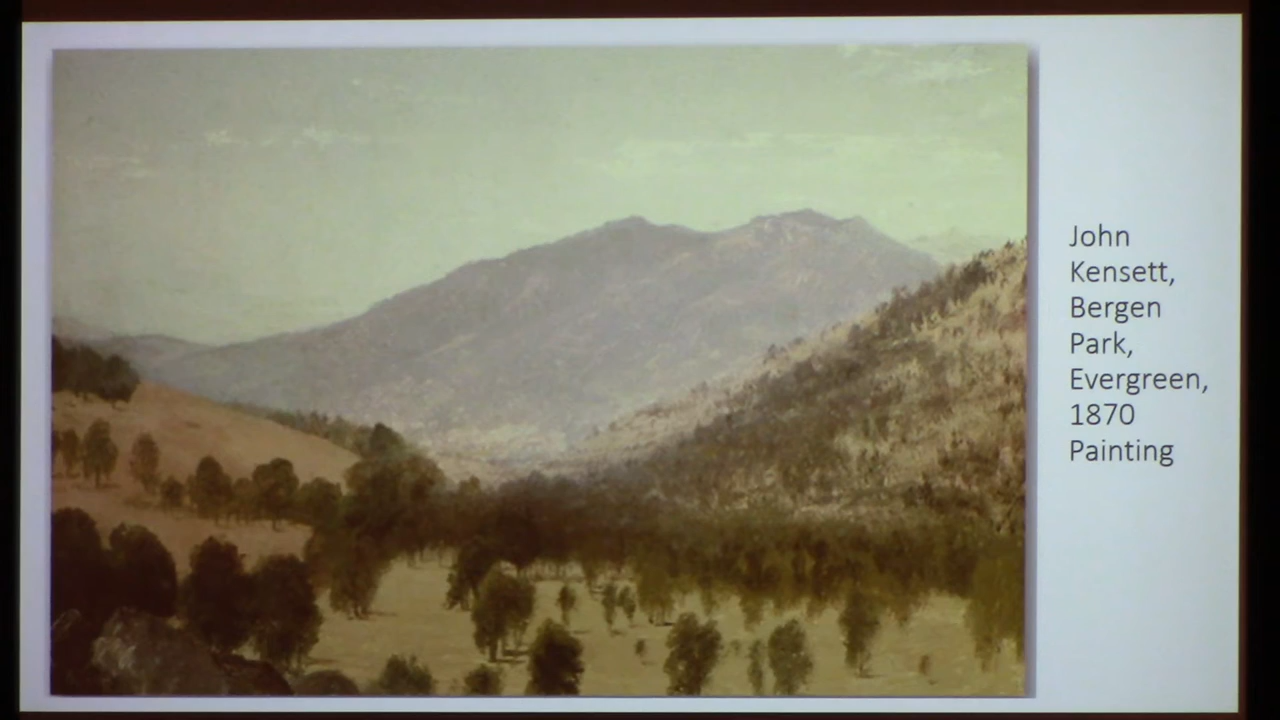 John
Kensett,
Bergen
Park,
Evergreen,
1870
Painting